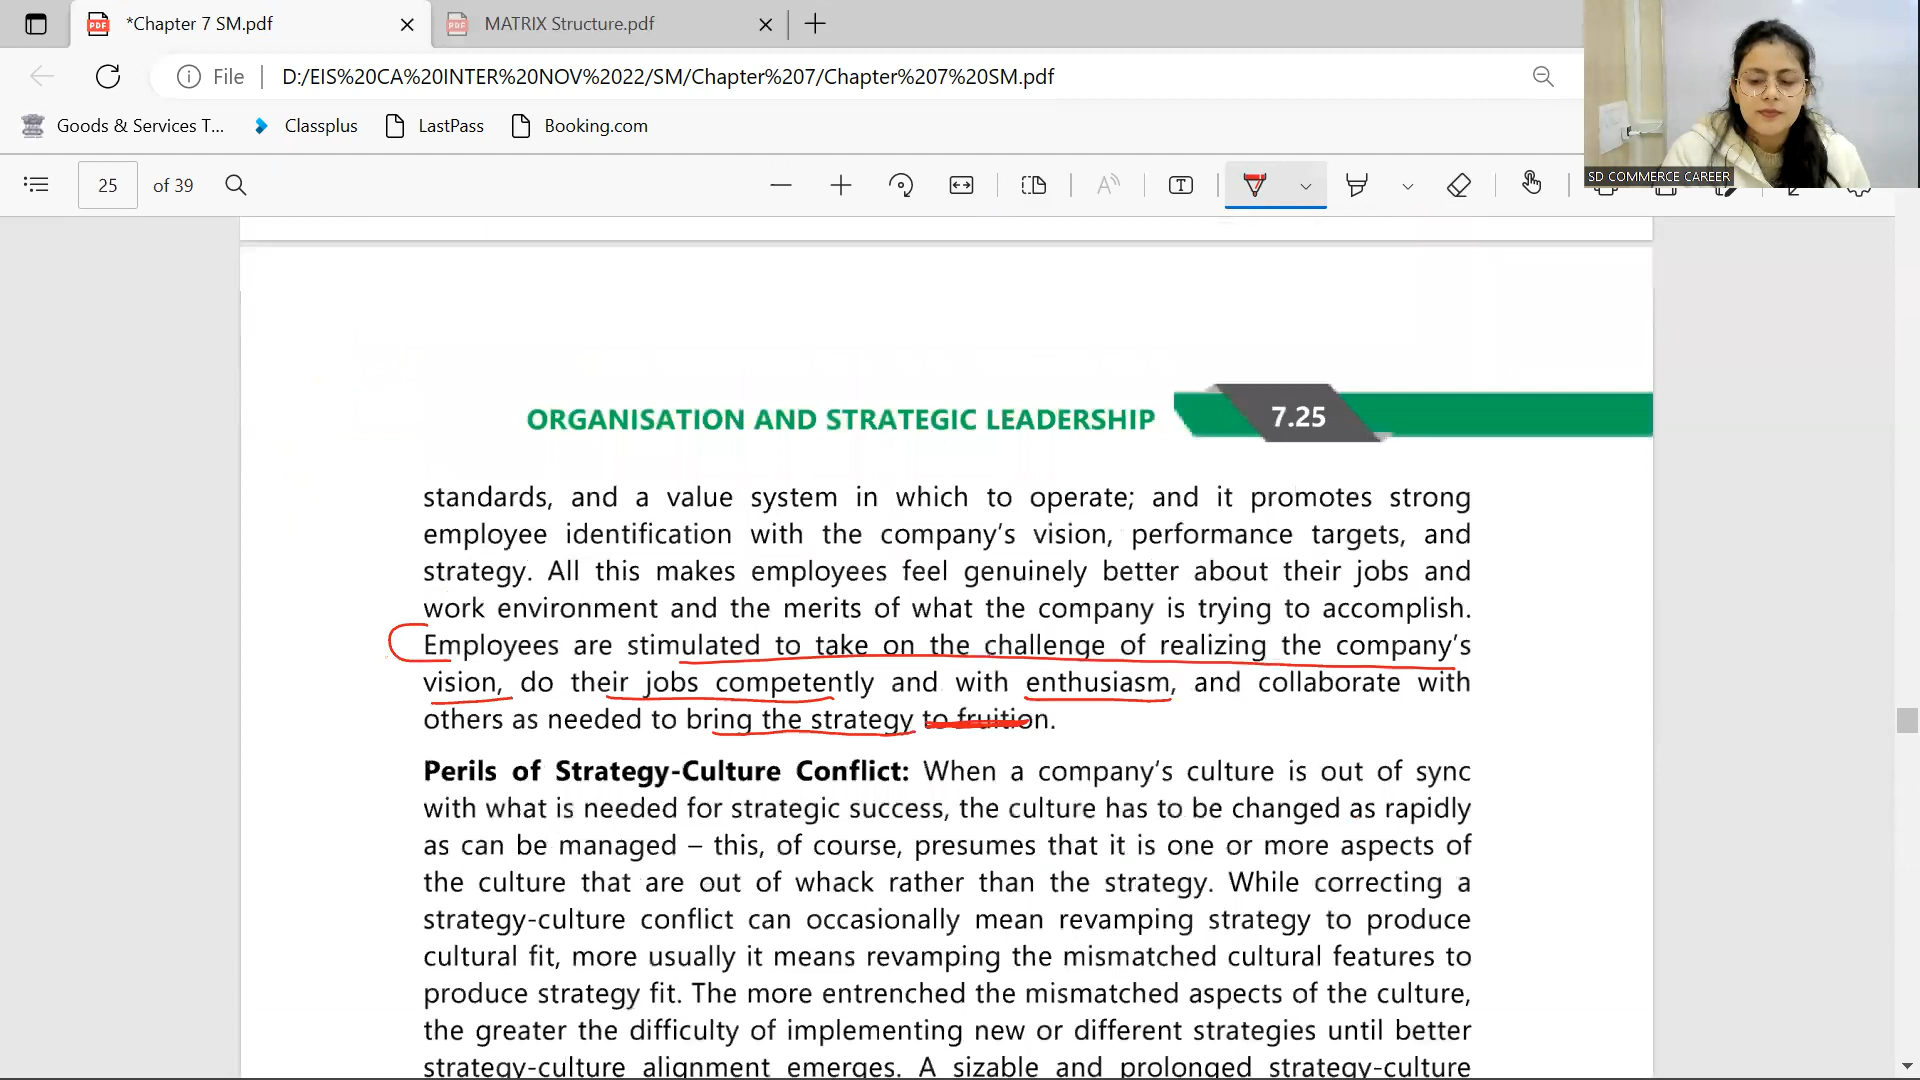 *Chapter 7 SM.pdf
MATRIX Structure.pdf
File
D:/EIS%20CA%20INTER%20NOV%2022/SM/Chapter%207/Chapter%207%20SM.pdf
Goods & Services T...
Classplus
LastPass
Booking.com
SD COMMERCE CAREER
25 of 39
ORGANISATION AND STRATEGIC LEADERSHIP 7.25
standards, and a value system in which to operate; and it promotes strong
employee identification with the company's vision, performance targets, and
strategy. All this makes employees feel genuinely better about their jobs and
work environment and the merits of what the company is trying to accomplish.
Employees are stimulated to take on the challenge of realizing the company's
vision, do their jobs competently and with enthusiasm, and collaborate with
others as needed to bring the strategy to fruition.
Perils of Strategy-Culture Conflict: When a company's culture is out of sync
with what is needed for strategic success, the culture has to be changed as rapidly
as can be managed – this, of course, presumes that it is one or more aspects of
the culture that are out of whack rather than the strategy. While correcting a
strategy-culture conflict can occasionally mean revamping strategy to produce
cultural fit, more usually it means revamping the mismatched cultural features to
produce strategy fit. The more entrenched the mismatched aspects of the culture,
the greater the difficulty of implementing new or different strategies until better
strategy-culture alignment emerges. A sizable and prolonged strategy-culture